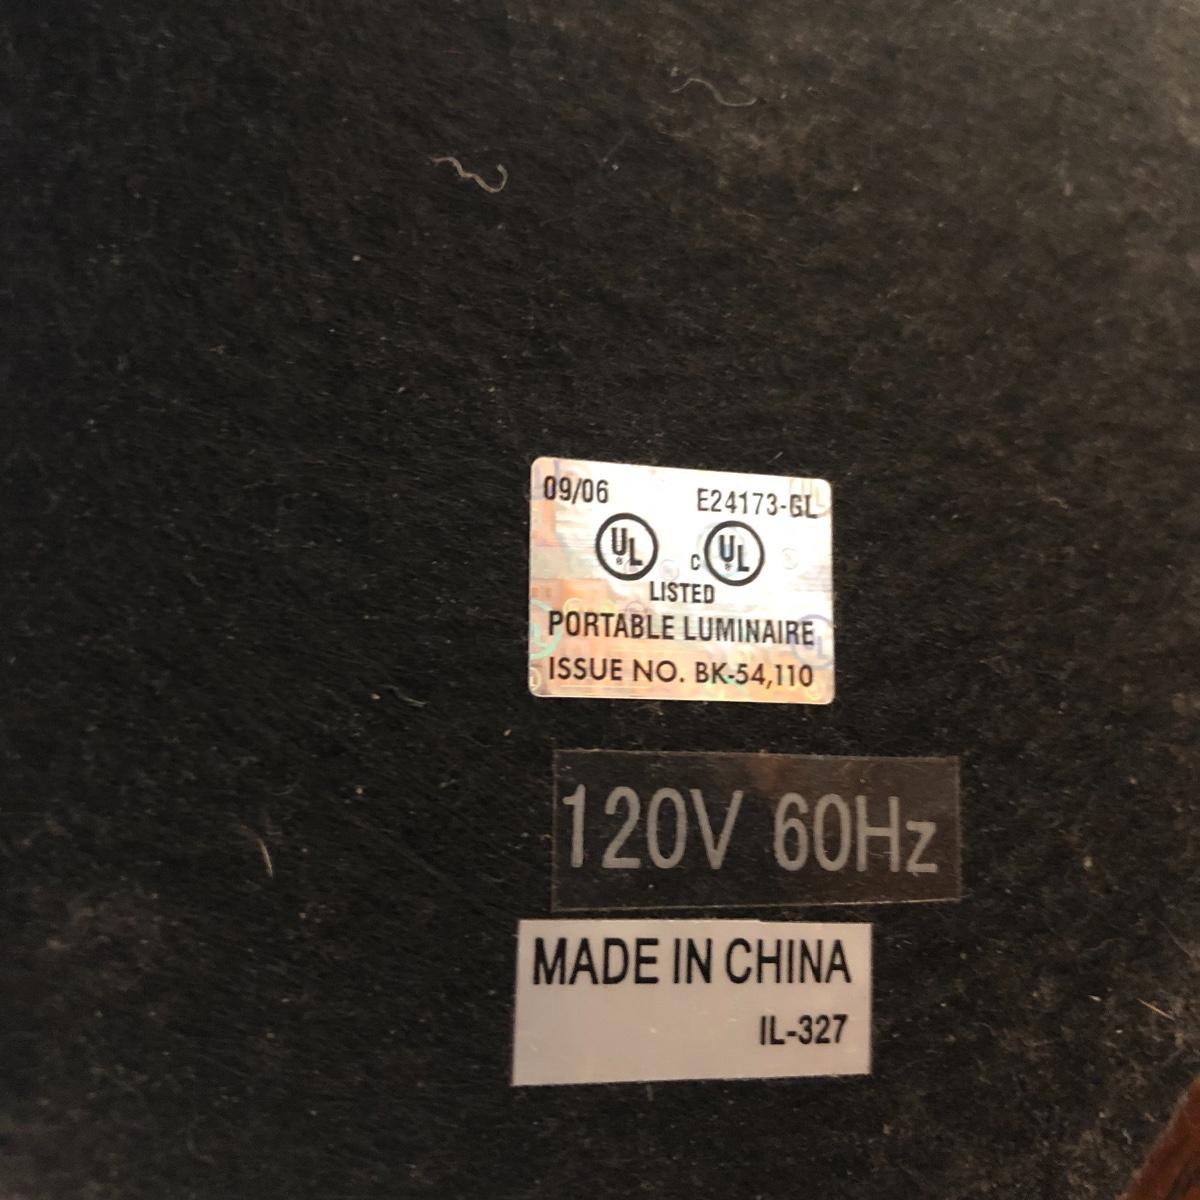 09/06 E24173-GL
UL ® C UL ®
LISTED
PORTABLE LUMINAIRE
ISSUE NO. BK-54,110
120V 60Hz
MADE IN CHINA
IL-327